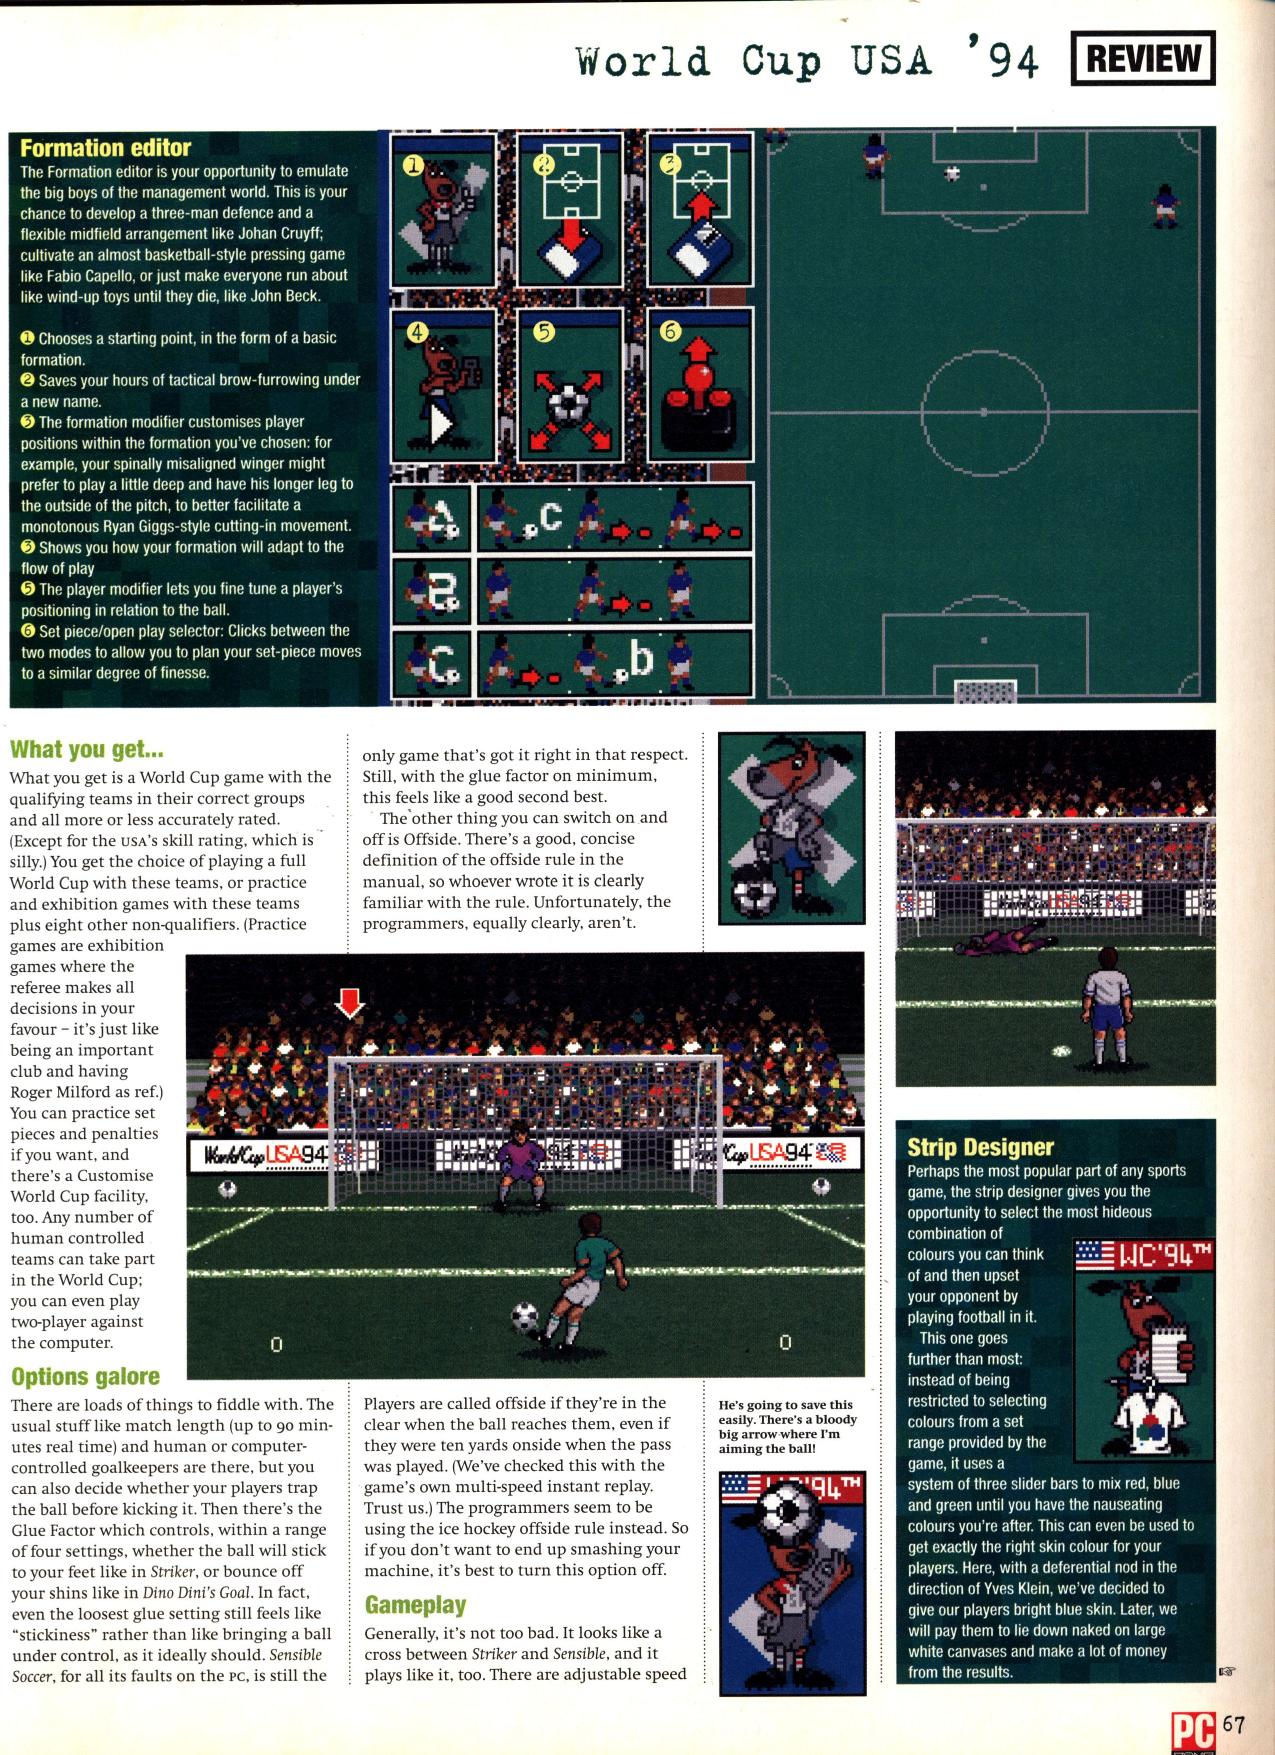 World Cup USA '94 REVIEW
Formation editor
The Formation editor is your opportunity to emulate
the big boys of the management world. This is your
chance to develop a three-man defence and a
flexible midfield arrangement like Johan Cruyff;
cultivate an almost basketball-style pressing game
like Fabio Capello, or just make everyone run about
like wind-up toys until they die, like John Beck.
1 Chooses a starting point, in the form of a basic
formation.
2 Saves your hours of tactical brow-furrowing under
a new name.
3 The formation modifier customises player
positions within the formation you've chosen: for
example, your spinally misaligned winger might
prefer to play a little deep and have his longer leg to
the outside of the pitch, to better facilitate a
monotonous Ryan Giggs-style cutting-in movement.
3 Shows you how your formation will adapt to the
flow of play
5 The player modifier lets you fine tune a player's
positioning in relation to the ball.
6 Set piece/open play selector: Clicks between the
two modes to allow you to plan your set-piece moves
to a similar degree of finesse.
1 2 3
4 5 6
A C
B
C b
What you get...
What you get is a World Cup game with the
qualifying teams in their correct groups
and all more or less accurately rated.
(Except for the USA's skill rating, which is
silly.) You get the choice of playing a full
World Cup with these teams, or practice
and exhibition games with these teams
plus eight other non-qualifiers. (Practice
games are exhibition
games where the
referee makes all
decisions in your
favour – it's just like
being an important
club and having
Roger Milford as ref.)
You can practice set
pieces and penalties
if you want, and
there's a Customise
World Cup facility,
too. Any number of
human controlled
teams can take part
in the World Cup;
you can even play
two-player against
the computer.
Options galore
There are loads of things to fiddle with. The
usual stuff like match length (up to 90 min-
utes real time) and human or computer-
controlled goalkeepers are there, but you
can also decide whether your players trap
the ball before kicking it. Then there's the
Glue Factor which controls, within a range
of four settings, whether the ball will stick
to your feet like in Striker, or bounce off
your shins like in Dino Dini's Goal. In fact,
even the loosest glue setting still feels like
"stickiness" rather than like bringing a ball
under control, as it ideally should. Sensible
Soccer, for all its faults on the PC, is still the
only game that's got it right in that respect.
Still, with the glue factor on minimum,
this feels like a good second best.
The other thing you can switch on and
off is Offside. There's a good, concise
definition of the offside rule in the
manual, so whoever wrote it is clearly
familiar with the rule. Unfortunately, the
programmers, equally clearly, aren't.
WorldCup USA94
Cup USA94
0 0
Players are called offside if they're in the
clear when the ball reaches them, even if
they were ten yards onside when the pass
was played. (We've checked this with the
game's own multi-speed instant replay.
Trust us.) The programmers seem to be
using the ice hockey offside rule instead. So
if you don't want to end up smashing your
machine, it's best to turn this option off.
Gameplay
Generally, it's not too bad. It looks like a
cross between Striker and Sensible, and it
plays like it, too. There are adjustable speed
He's going to save this
easily. There's a bloody
big arrow where I'm
aiming the ball!
'94TM
Strip Designer
Perhaps the most popular part of any sports
game, the strip designer gives you the
opportunity to select the most hideous
combination of
colours you can think
of and then upset
your opponent by
playing football in it.
This one goes
further than most:
instead of being
restricted to selecting
colours from a set
range provided by the
game, it uses a
system of three slider bars to mix red, blue
and green until you have the nauseating
colours you're after. This can even be used to
get exactly the right skin colour for your
players. Here, with a deferential nod in the
direction of Yves Klein, we've decided to
give our players bright blue skin. Later, we
will pay them to lie down naked on large
white canvases and make a lot of money
from the results.
WC'94TM
PC 67